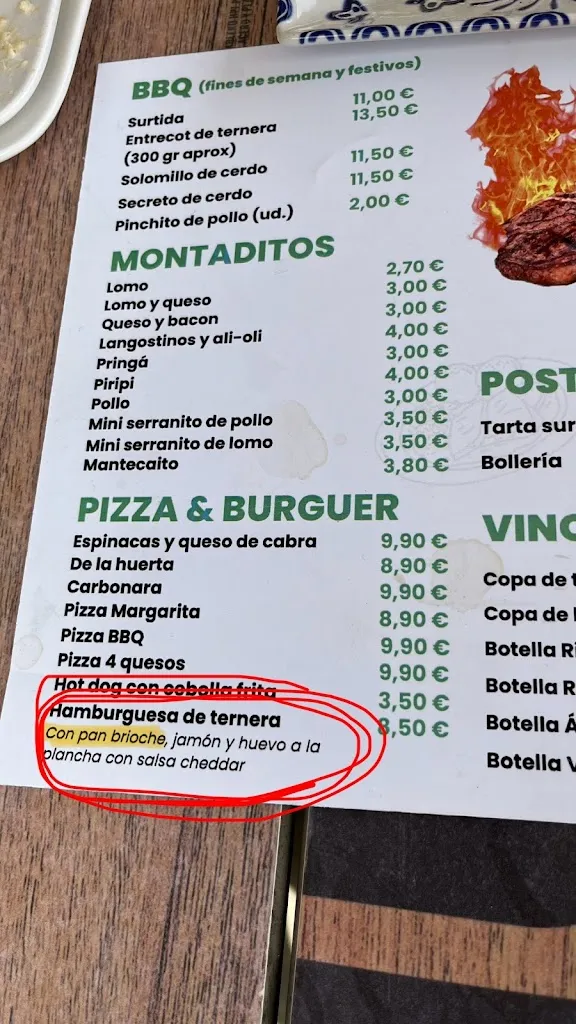 BBQ (fines de semana y festivos)
Surtida 11,00 €
Entrecot de ternera 13,50 €
(300 gr aprox)
Solomillo de cerdo 11,50 €
Secreto de cerdo 11,50 €
Pinchito de pollo (ud.) 2,00 €
MONTADITOS
Lomo 2,70 €
Lomo y queso 3,00 €
Queso y bacon 3,00 €
Langostinos y ali-oli 4,00 €
Pringá 3,00 €
Piripi 4,00 €
Pollo 3,00 €
Mini serranito de pollo 3,50 €
Mini serranito de lomo 3,50 €
Mantecaito 3,80 €
PIZZA & BURGUER
Espinacas y queso de cabra 9,90 €
De la huerta 8,90 €
Carbonara 9,90 €
Pizza Margarita 8,90 €
Pizza BBQ 9,90 €
Pizza 4 quesos 9,90 €
Hot dog con cebolla frita 3,50 €
Hamburguesa de ternera 8,50 €
Con pan brioche, jamón y huevo a la
plancha con salsa cheddar
POST
Tarta sur
Bollería
VINO
Copa de
Copa de
Botella Ri
Botella R
Botella Á
Botella V